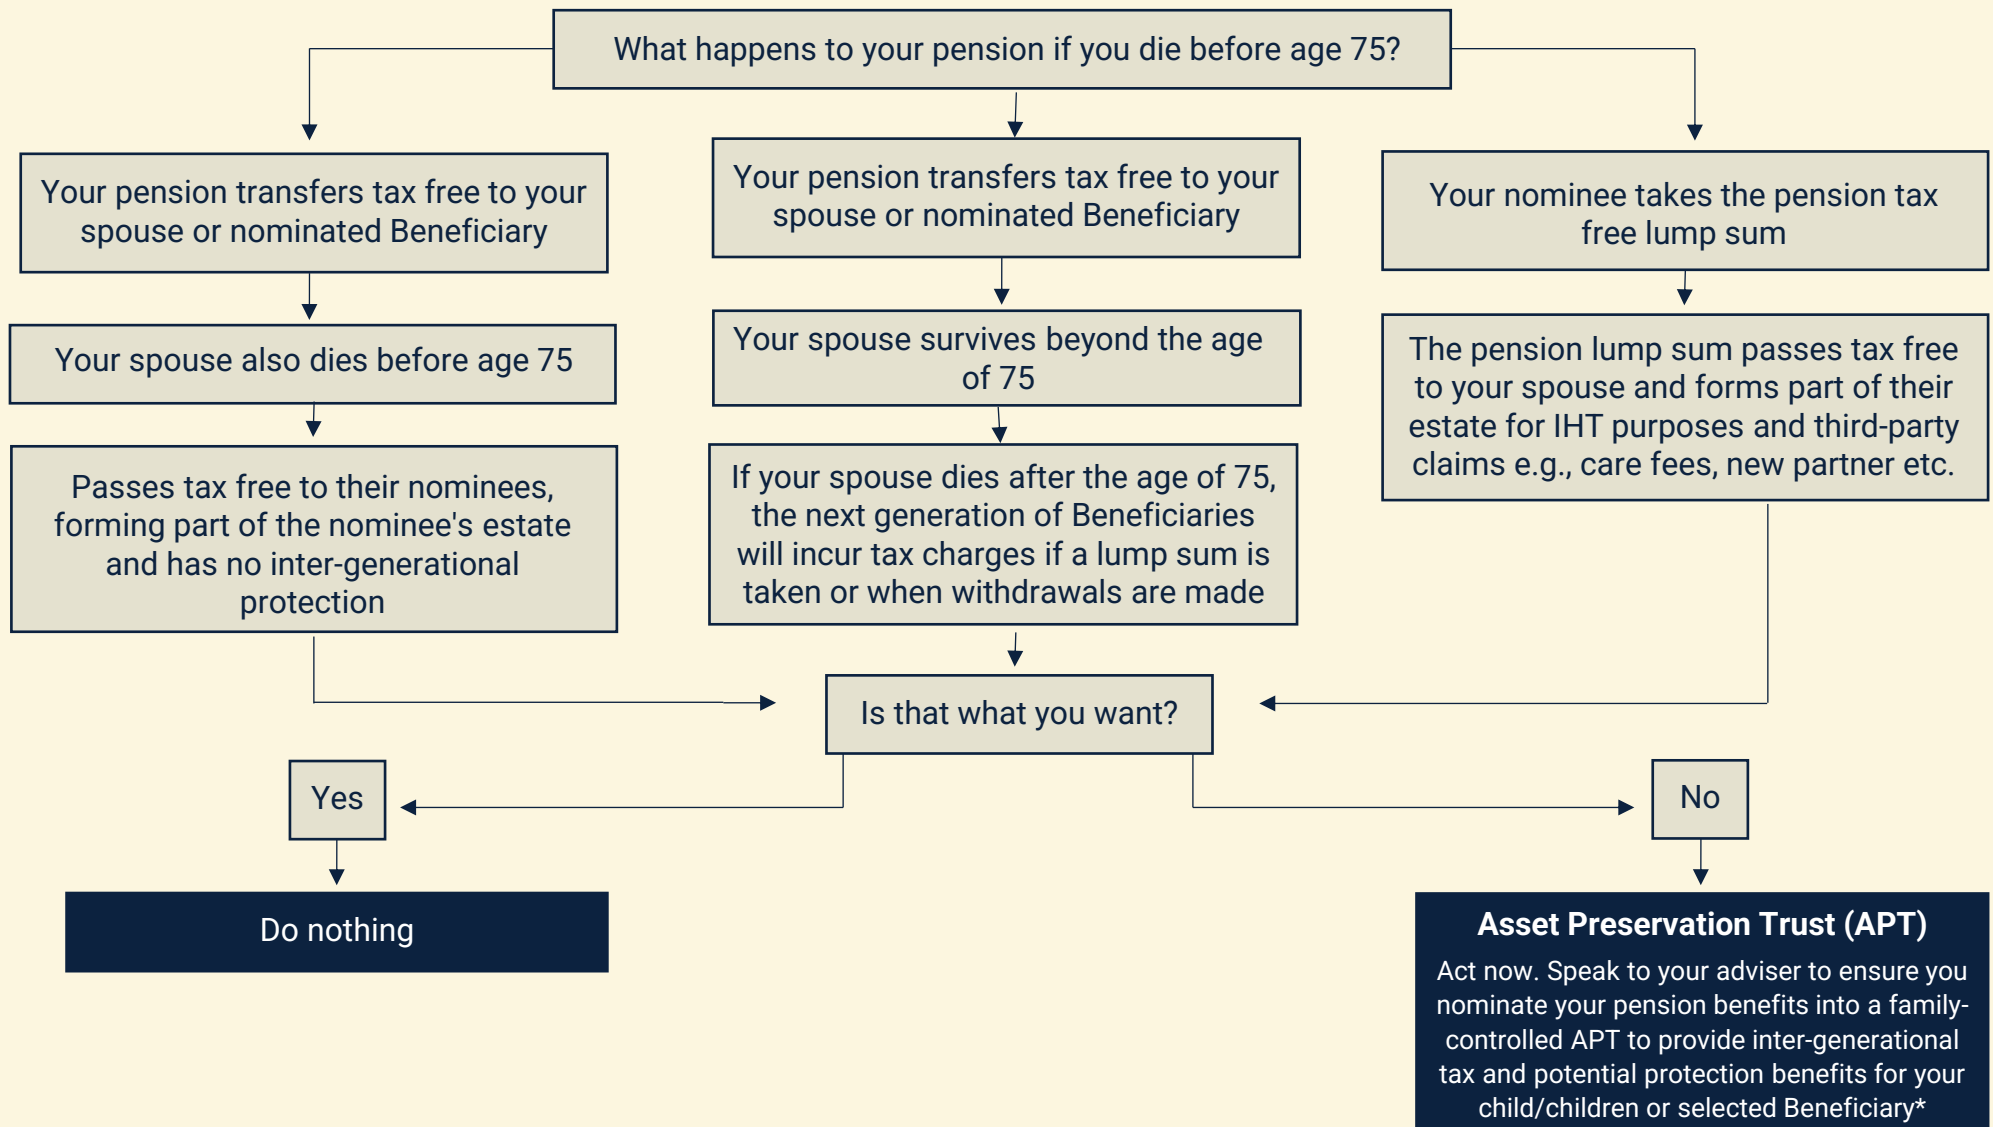 What happens to your pension if you die before age 75?
Your pension transfers tax free to your
spouse or nominated Beneficiary
Your spouse also dies before age 75
Passes tax free to their nominees,
forming part of the nominee's estate
and has no inter-generational
protection
Your pension transfers tax free to your
spouse or nominated Beneficiary
Your spouse survives beyond the age
of 75
If your spouse dies after the age of 75,
the next generation of Beneficiaries
will incur tax charges if a lump sum is
taken or when withdrawals are made
Your nominee takes the pension tax
free lump sum
The pension lump sum passes tax free
to your spouse and forms part of their
estate for IHT purposes and third-party
claims e.g., care fees, new partner etc.
Is that what you want?
Yes
Do nothing
No
Asset Preservation Trust (APT)
Act now. Speak to your adviser to ensure you
nominate your pension benefits into a family-
controlled APT to provide inter-generational
tax and potential protection benefits for your
child/children or selected Beneficiary*